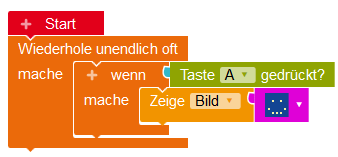 + Start
Wiederhole unendlich oft
mache + wenn Taste A gedrückt?
mache Zeige Bild